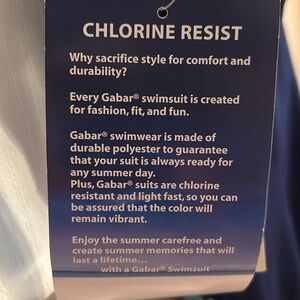 CHLORINE RESIST
Why sacrifice style for comfort and
durability?
Every Gabar® swimsuit is created
for fashion, fit, and fun.
Gabar® swimwear is made of
durable polyester to guarantee
that your suit is always ready for
any summer day.
Plus, Gabar® suits are chlorine
resistant and light fast, so you can
be assured that the color will
remain vibrant.
Enjoy the summer carefree and
create summer memories that will
last a lifetime...
with a Gabar® Swimsuit